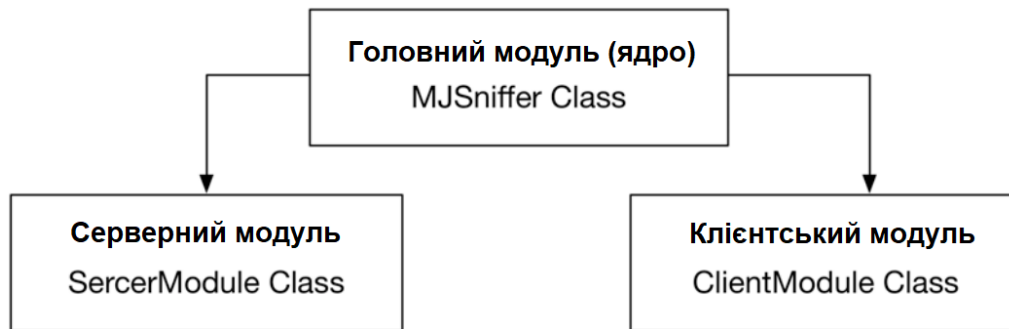 Головний модуль (ядро)
MJSniffer Class
Серверний модуль
SercerModule Class
Клієнтський модуль
ClientModule Class